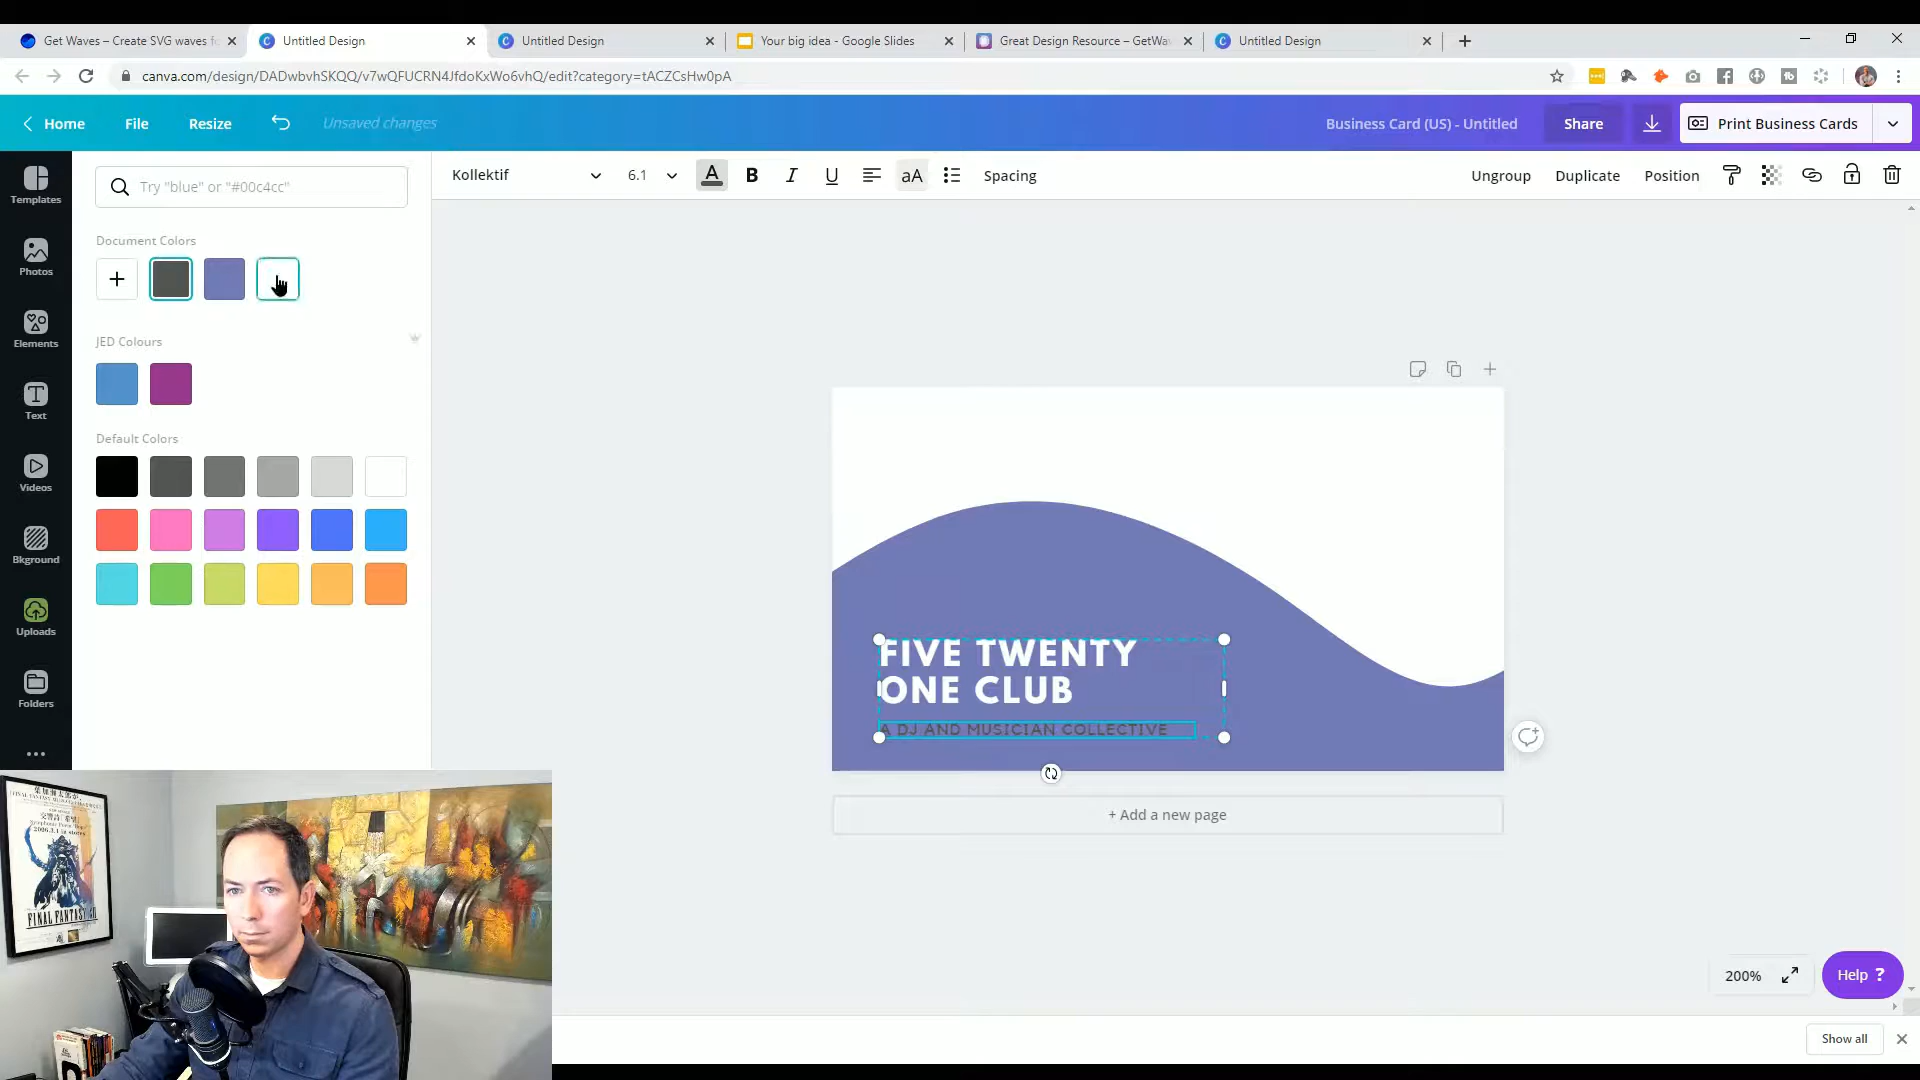 Get Waves – Create SVG waves fo
Untitled Design
Untitled Design
Your big idea - Google Slides
Great Design Resource – GetWa
Untitled Design
canva.com/design/DADwbvhSKQQ/v7wQFUCRN4JfdoKxWo6vhQ/edit?category=tACZCsHw0pA
Home
File
Resize
Unsaved changes
Business Card (US) - Untitled
Share
Print Business Cards
Templates
Photos
Elements
Text
Videos
Bkground
Uploads
Folders
Try "blue" or "#00c4cc"
Document Colors
JED Colours
Default Colors
Kollektif
6.1
A
B
I
U
aA
Spacing
Ungroup
Duplicate
Position
FIVE TWENTY
ONE CLUB
A DJ AND MUSICIAN COLLECTIVE
+ Add a new page
200%
Help ?
Show all
FINAL FANTASY